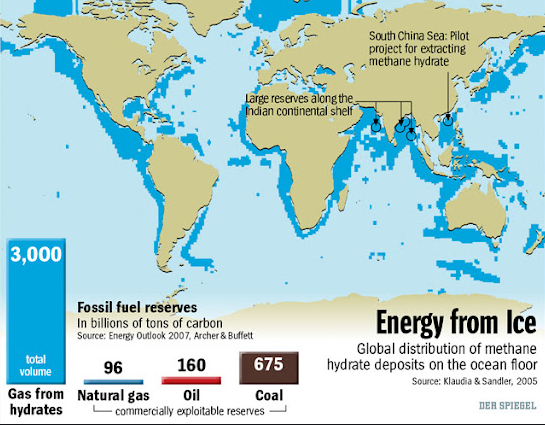 South China Sea: Pilot
project for extracting
methane hydrate
Large reserves along the
Indian continental shelf
3,000
total
volume
Gas from
hydrates
Fossil fuel reserves
In billions of tons of carbon
Source: Energy Outlook 2007, Archer & Buffett
96
Natural gas
160
Oil
675
Coal
commercially exploitable reserves
Energy from Ice
Global distribution of methane
hydrate deposits on the ocean floor
Source: Klaudia & Sandler, 2005
DER SPIEGEL